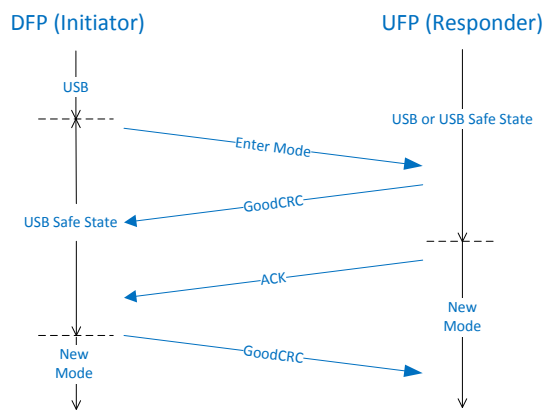 DFP (Initiator)
UFP (Responder)
USB
USB or USB Safe State
Enter Mode
GoodCRC
USB Safe State
ACK
New
Mode
GoodCRC
New
Mode